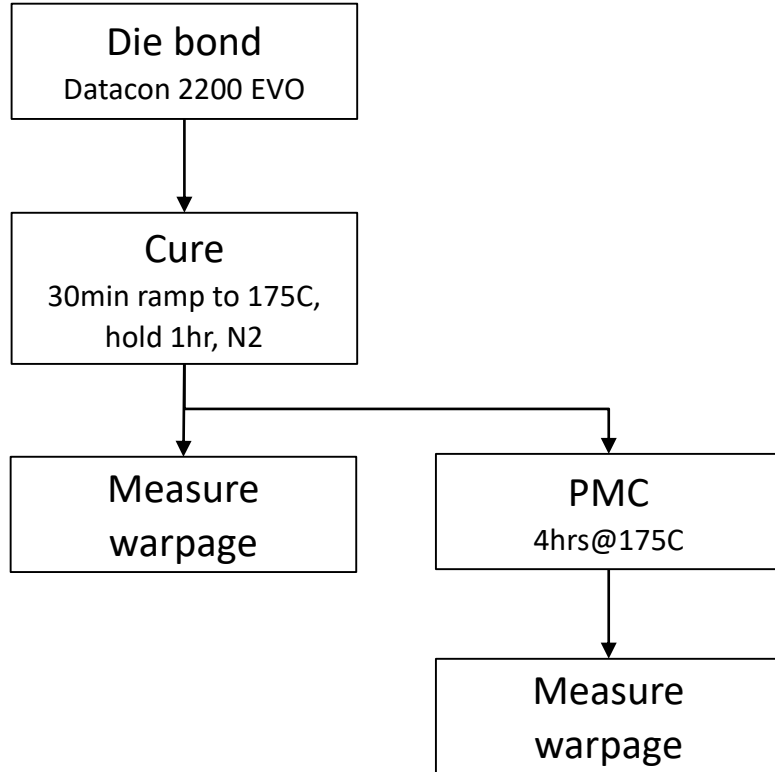 Die bond
Datacon 2200 EVO
Cure
30min ramp to 175C,
hold 1hr, N2
Measure
warpage
PMC
4hrs@175C
Measure
warpage